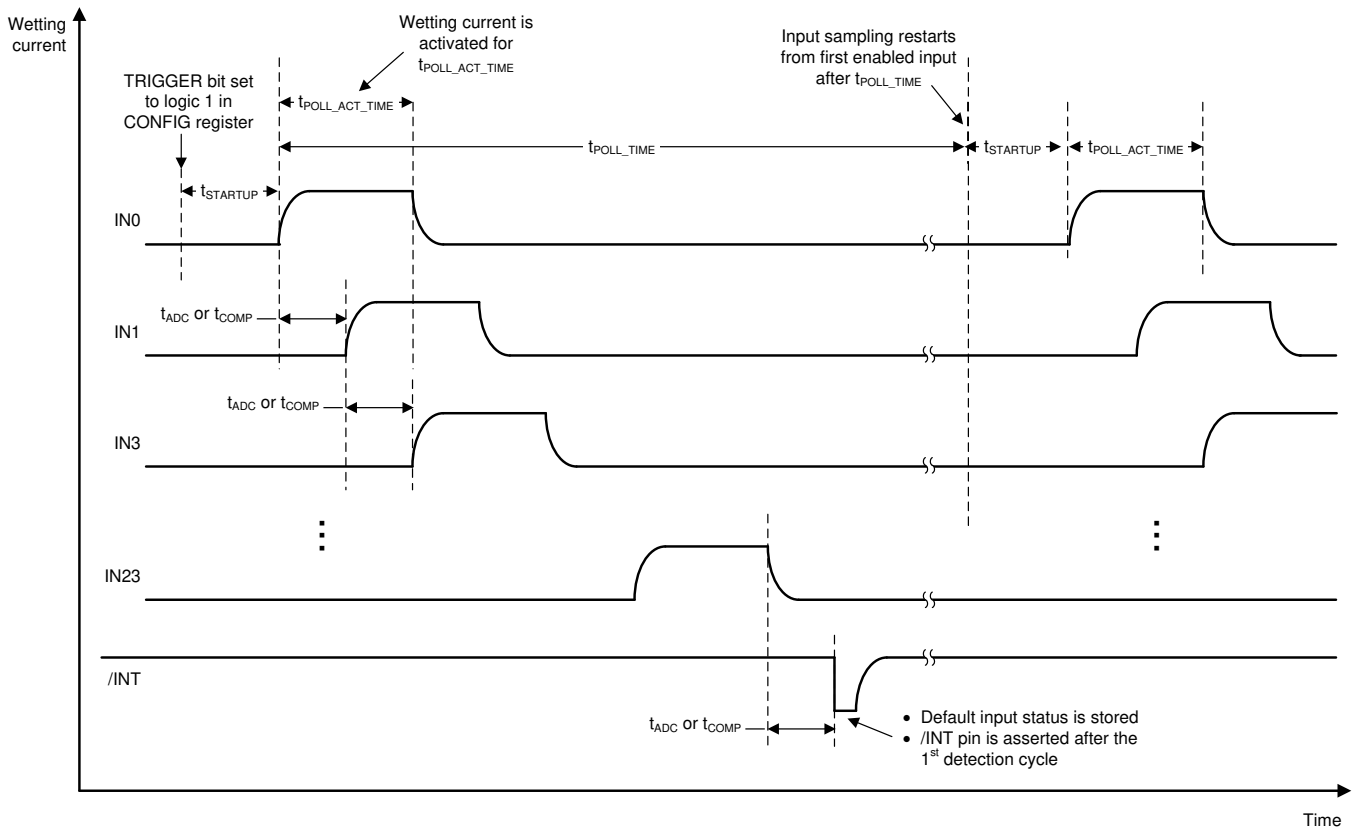 Wetting
current
Wetting current is
activated for
tPOLL_ACT_TIME
Input sampling restarts
from first enabled input
after tPOLL_TIME
TRIGGER bit set
to logic 1 in
CONFIG register
tPOLL_ACT_TIME
tPOLL_TIME
tSTARTUP
tPOLL_ACT_TIME
tSTARTUP
IN0
tADC or tCOMP
IN1
tADC or tCOMP
IN3
IN23
/INT
tADC or tCOMP
• Default input status is stored
• /INT pin is asserted after the
1st detection cycle
Time